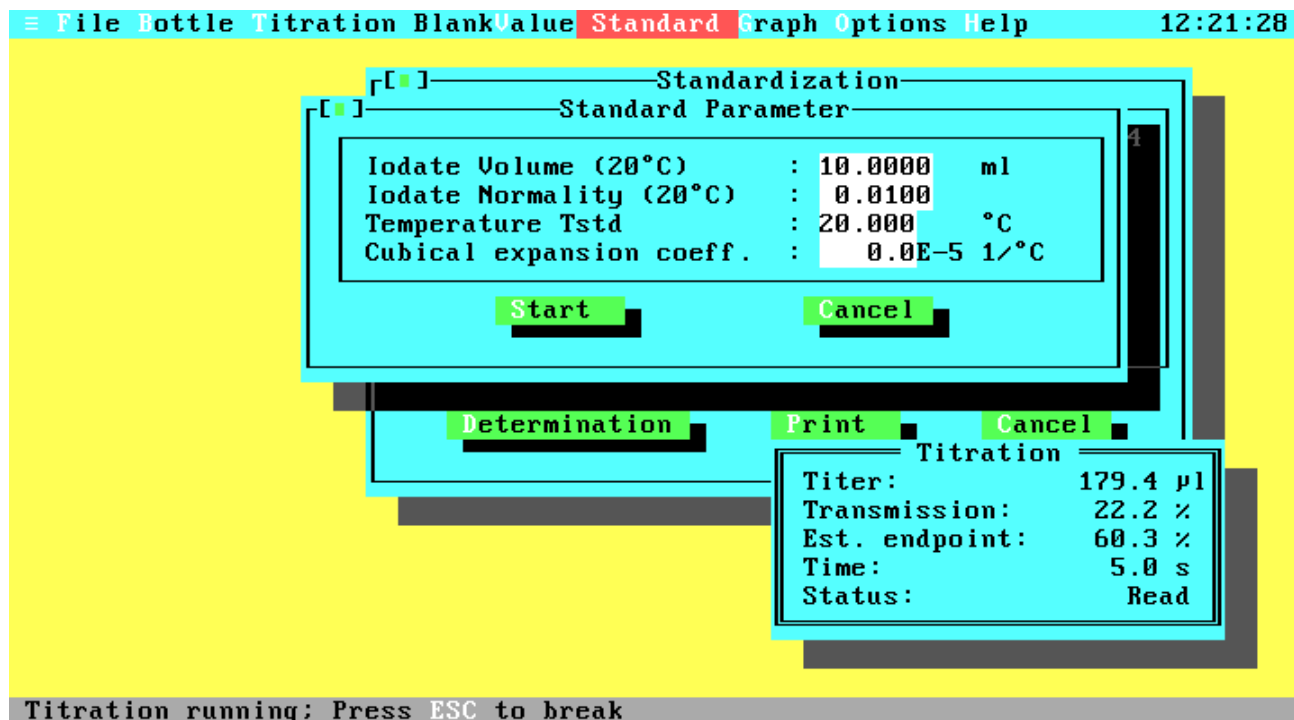 ≡ File Bottle Titration BlankValue Standard Graph Options Help 12:21:28
[■] Standardization
[■] Standard Parameter
4
Iodate Volume (20°C) : 10.0000 ml
Iodate Normality (20°C) : 0.0100
Temperature Tstd : 20.000 °C
Cubical expansion coeff. : 0.0E-5 1/°C
Start Cancel
Determination Print Cancel
Titration
Titer: 179.4 µl
Transmission: 22.2 %
Est. endpoint: 60.3 %
Time: 5.0 s
Status: Read
Titration running; Press ESC to break